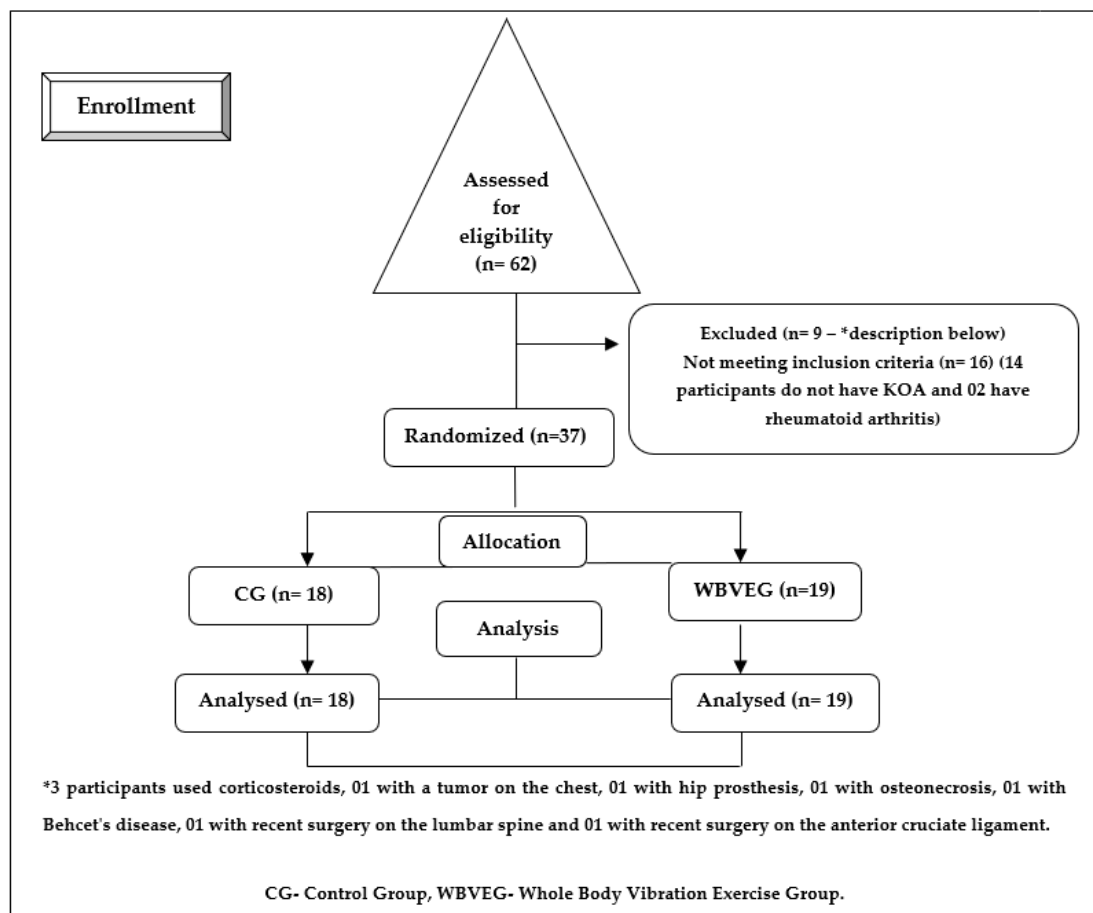 Enrollment
Assessed
for
eligibility
(n= 62)
Excluded (n= 9 – *description below)
Not meeting inclusion criteria (n= 16) (14
participants do not have KOA and 02 have
rheumatoid arthritis)
Randomized (n=37)
Allocation
CG (n= 18)
WBVEG (n=19)
Analysis
Analysed (n= 18)
Analysed (n= 19)
*3 participants used corticosteroids, 01 with a tumor on the chest, 01 with hip prosthesis, 01 with osteonecrosis, 01 with
Behcet's disease, 01 with recent surgery on the lumbar spine and 01 with recent surgery on the anterior cruciate ligament.
CG- Control Group, WBVEG- Whole Body Vibration Exercise Group.